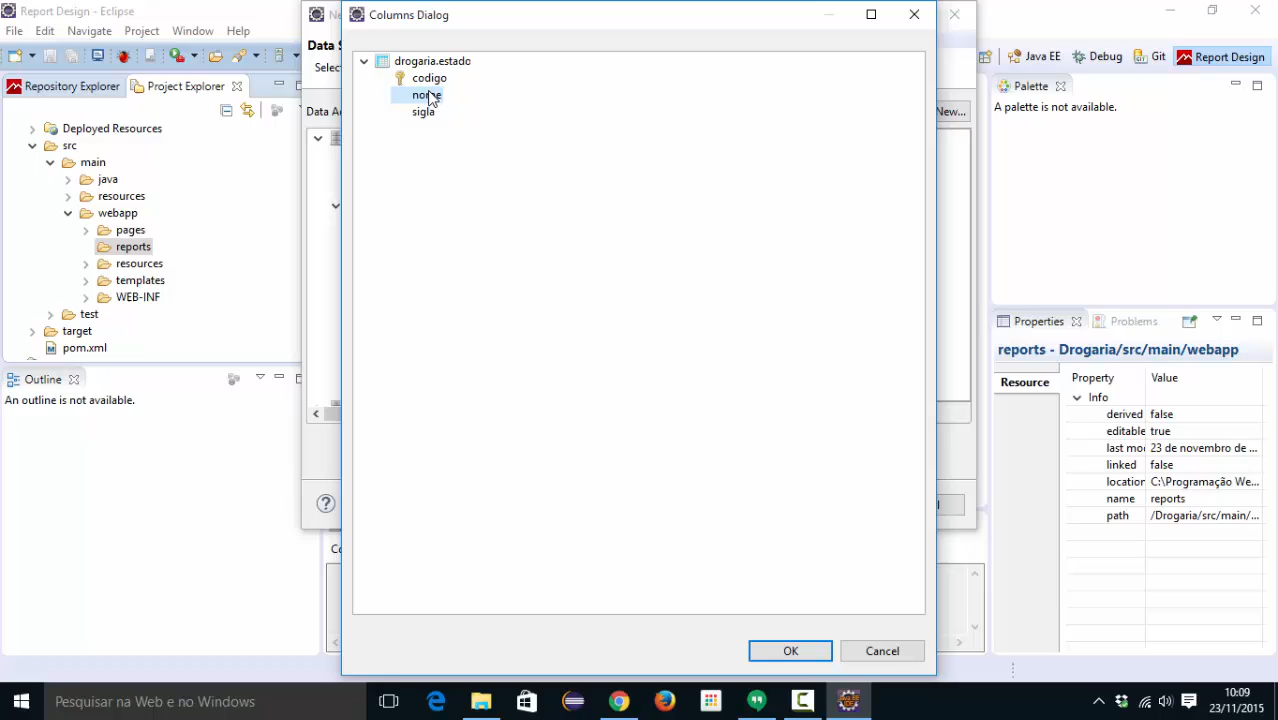 Report Design - Eclipse
File Edit Navigate Project Window Help
Java EE Debug Git Report Design
Repository Explorer Project Explorer
Deployed Resources
src
main
java
resources
webapp
pages
reports
resources
templates
WEB-INF
test
target
pom.xml
Outline
An outline is not available.
Data S
Selec
Data A
New...
Columns Dialog
drogaria.estado
codigo
nome
sigla
OK Cancel
Palette
A palette is not available.
Properties Problems
reports - Drogaria/src/main/webapp
Resource
Property Value
Info
derived false
editable true
last mo 23 de novembro de ...
linked false
location C:\Programação We...
name reports
path /Drogaria/src/main/...
Pesquisar na Web e no Windows
10:09
23/11/2015